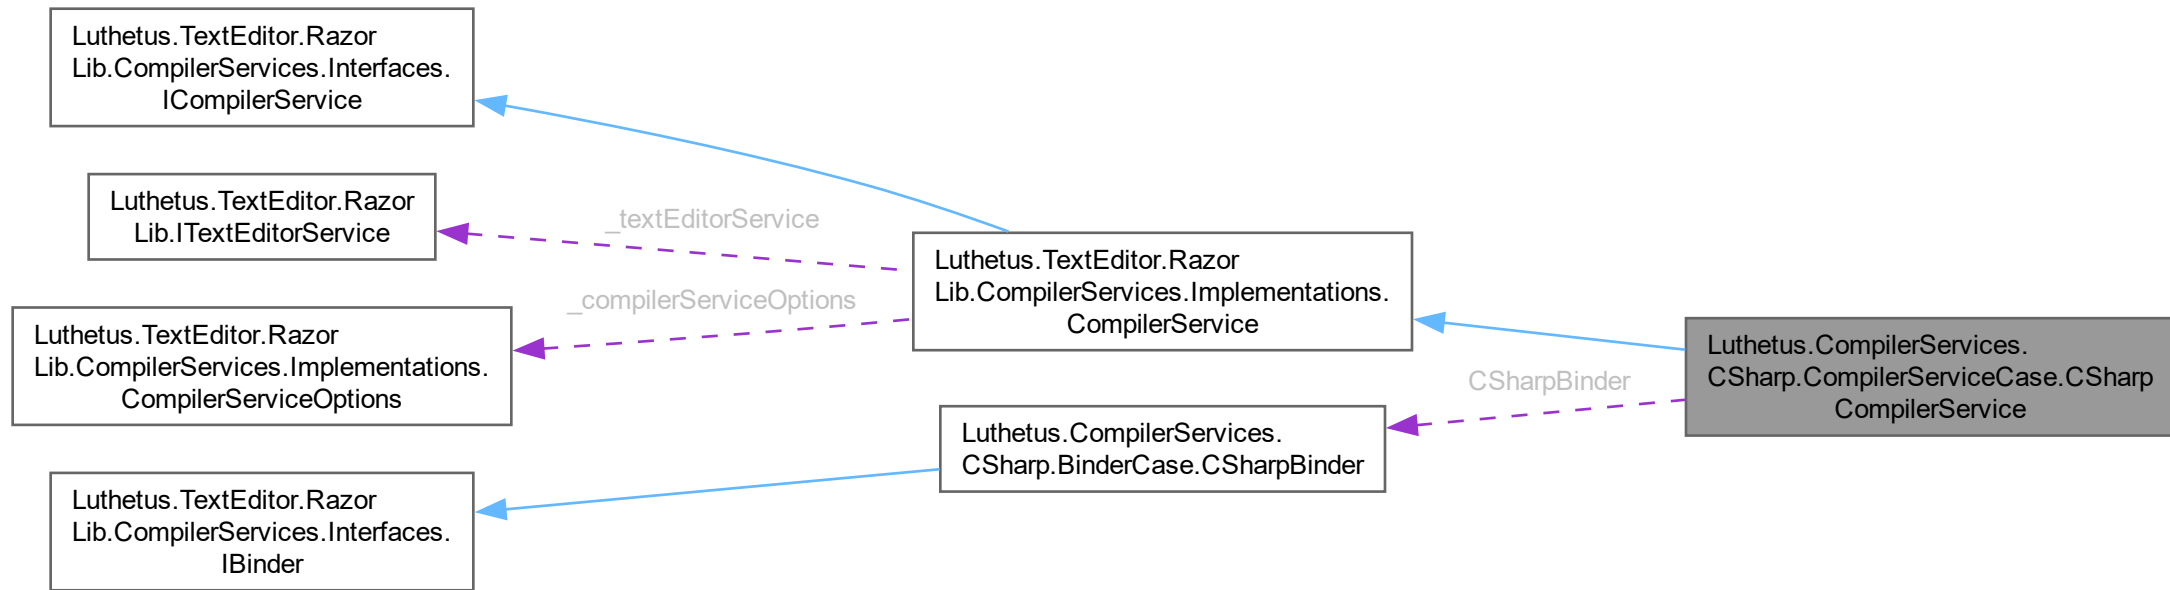 Luthetus.TextEditor.Razor
Lib.CompilerServices.Interfaces.
ICompilerService
Luthetus.TextEditor.Razor
Lib.ITextEditorService
_textEditorService
Luthetus.TextEditor.Razor
Lib.CompilerServices.Implementations.
CompilerService
_compilerServiceOptions
Luthetus.TextEditor.Razor
Lib.CompilerServices.Implementations.
CompilerServiceOptions
Luthetus.CompilerServices.
CSharp.CompilerServiceCase.CSharp
CompilerService
CSharpBinder
Luthetus.CompilerServices.
CSharp.BinderCase.CSharpBinder
Luthetus.TextEditor.Razor
Lib.CompilerServices.Interfaces.
IBinder